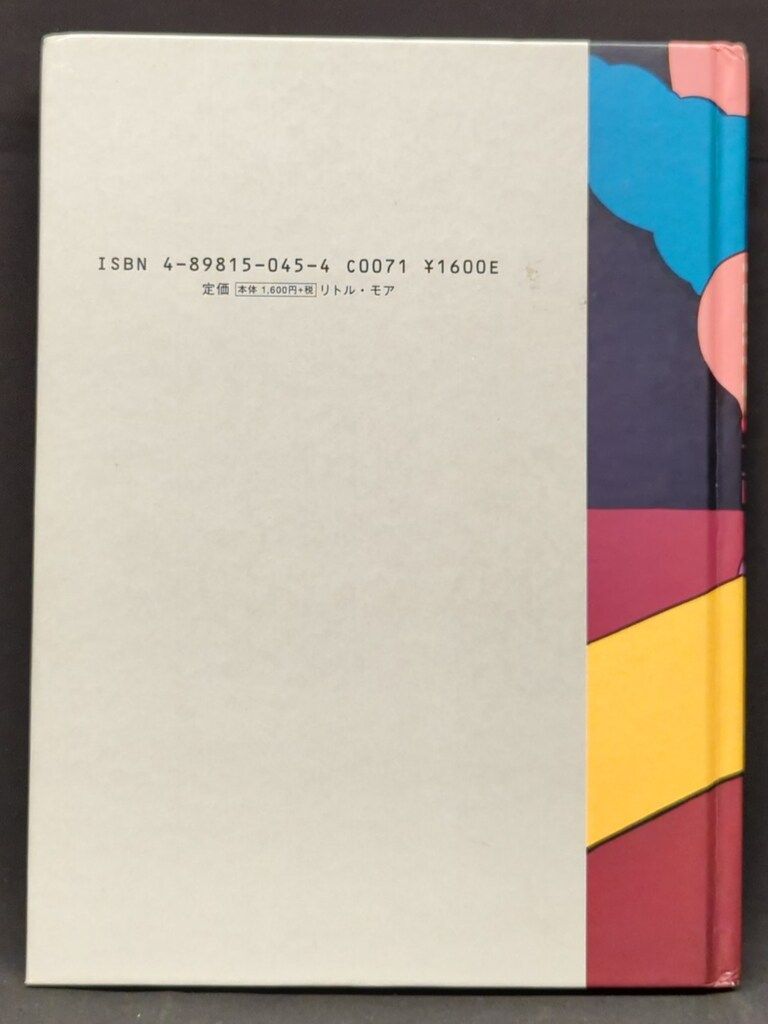 ISBN 4-89815-045-4 C0071 ¥1600E
定価 本体 1,600円+税 リトル・モア